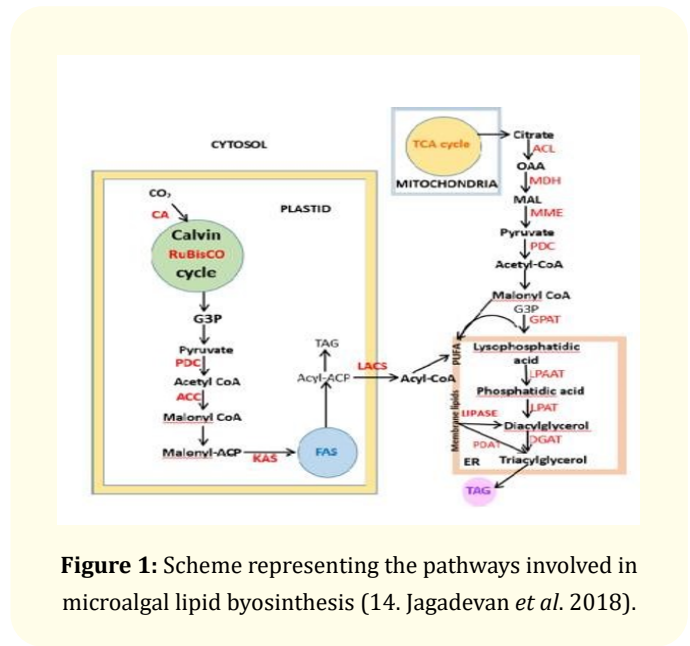 CYTOSOL
TCA cycle
MITOCHONDRIA
Citrate
ACL
OAA
MDH
MAL
MME
Pyruvate
PDC
Acetyl-CoA
Malonyl CoA
G3P
GPAT
PLASTID
CO₂
CA
Calvin
RuBisCO
cycle
G3P
Pyruvate
PDC
Acetyl CoA
ACC
Malonyl CoA
Malonyl-ACP
KAS
FAS
TAG
Acyl-ACP
LACS
Acyl-CoA
PUFA
Membrane lipids
Lysophosphatidic
acid
LPAAT
Phosphatidic acid
LPAT
LIPASE
Diacylglycerol
PDAT
DGAT
ER
Triacylglycerol
TAG
Figure 1: Scheme representing the pathways involved in
microalgal lipid byosinthesis (14. Jagadevan et al. 2018).